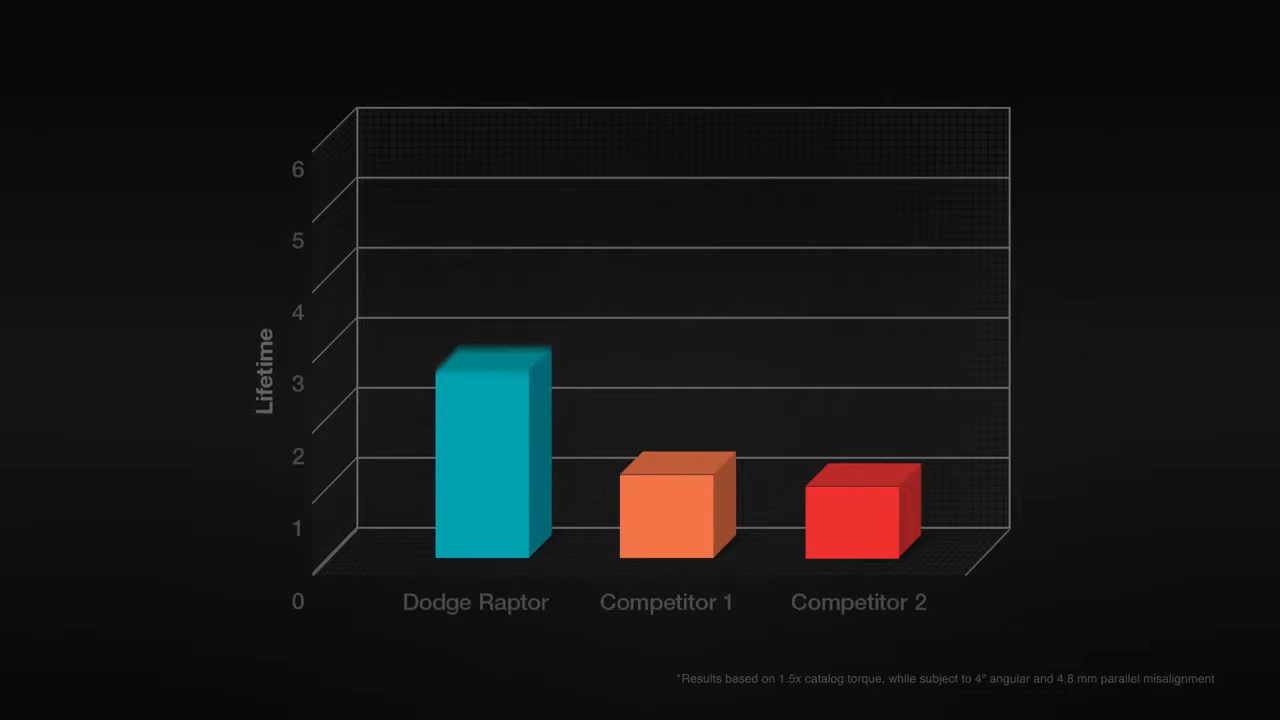 6
5
4
3
2
1
0
Lifetime
Dodge Raptor
Competitor 1
Competitor 2
*Results based on 1.5x catalog torque, while subject to 4° angular and 4.8 mm parallel misalignment